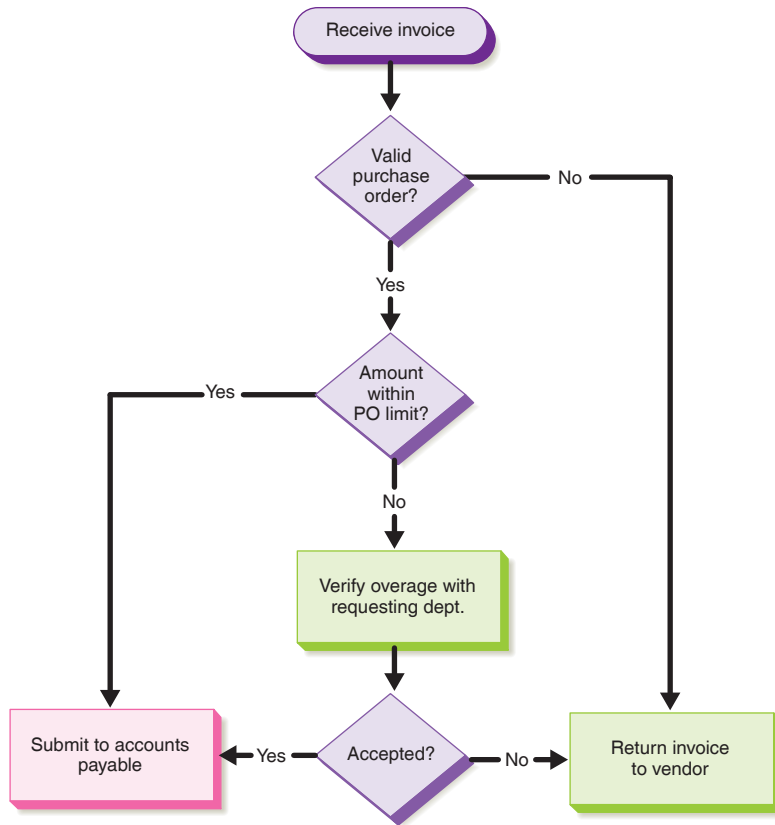 Receive invoice
Valid
purchase
order?
No
Yes
Amount
within
PO limit?
Yes
No
Verify overage with
requesting dept.
Submit to accounts
payable
Yes
Accepted?
No
Return invoice
to vendor